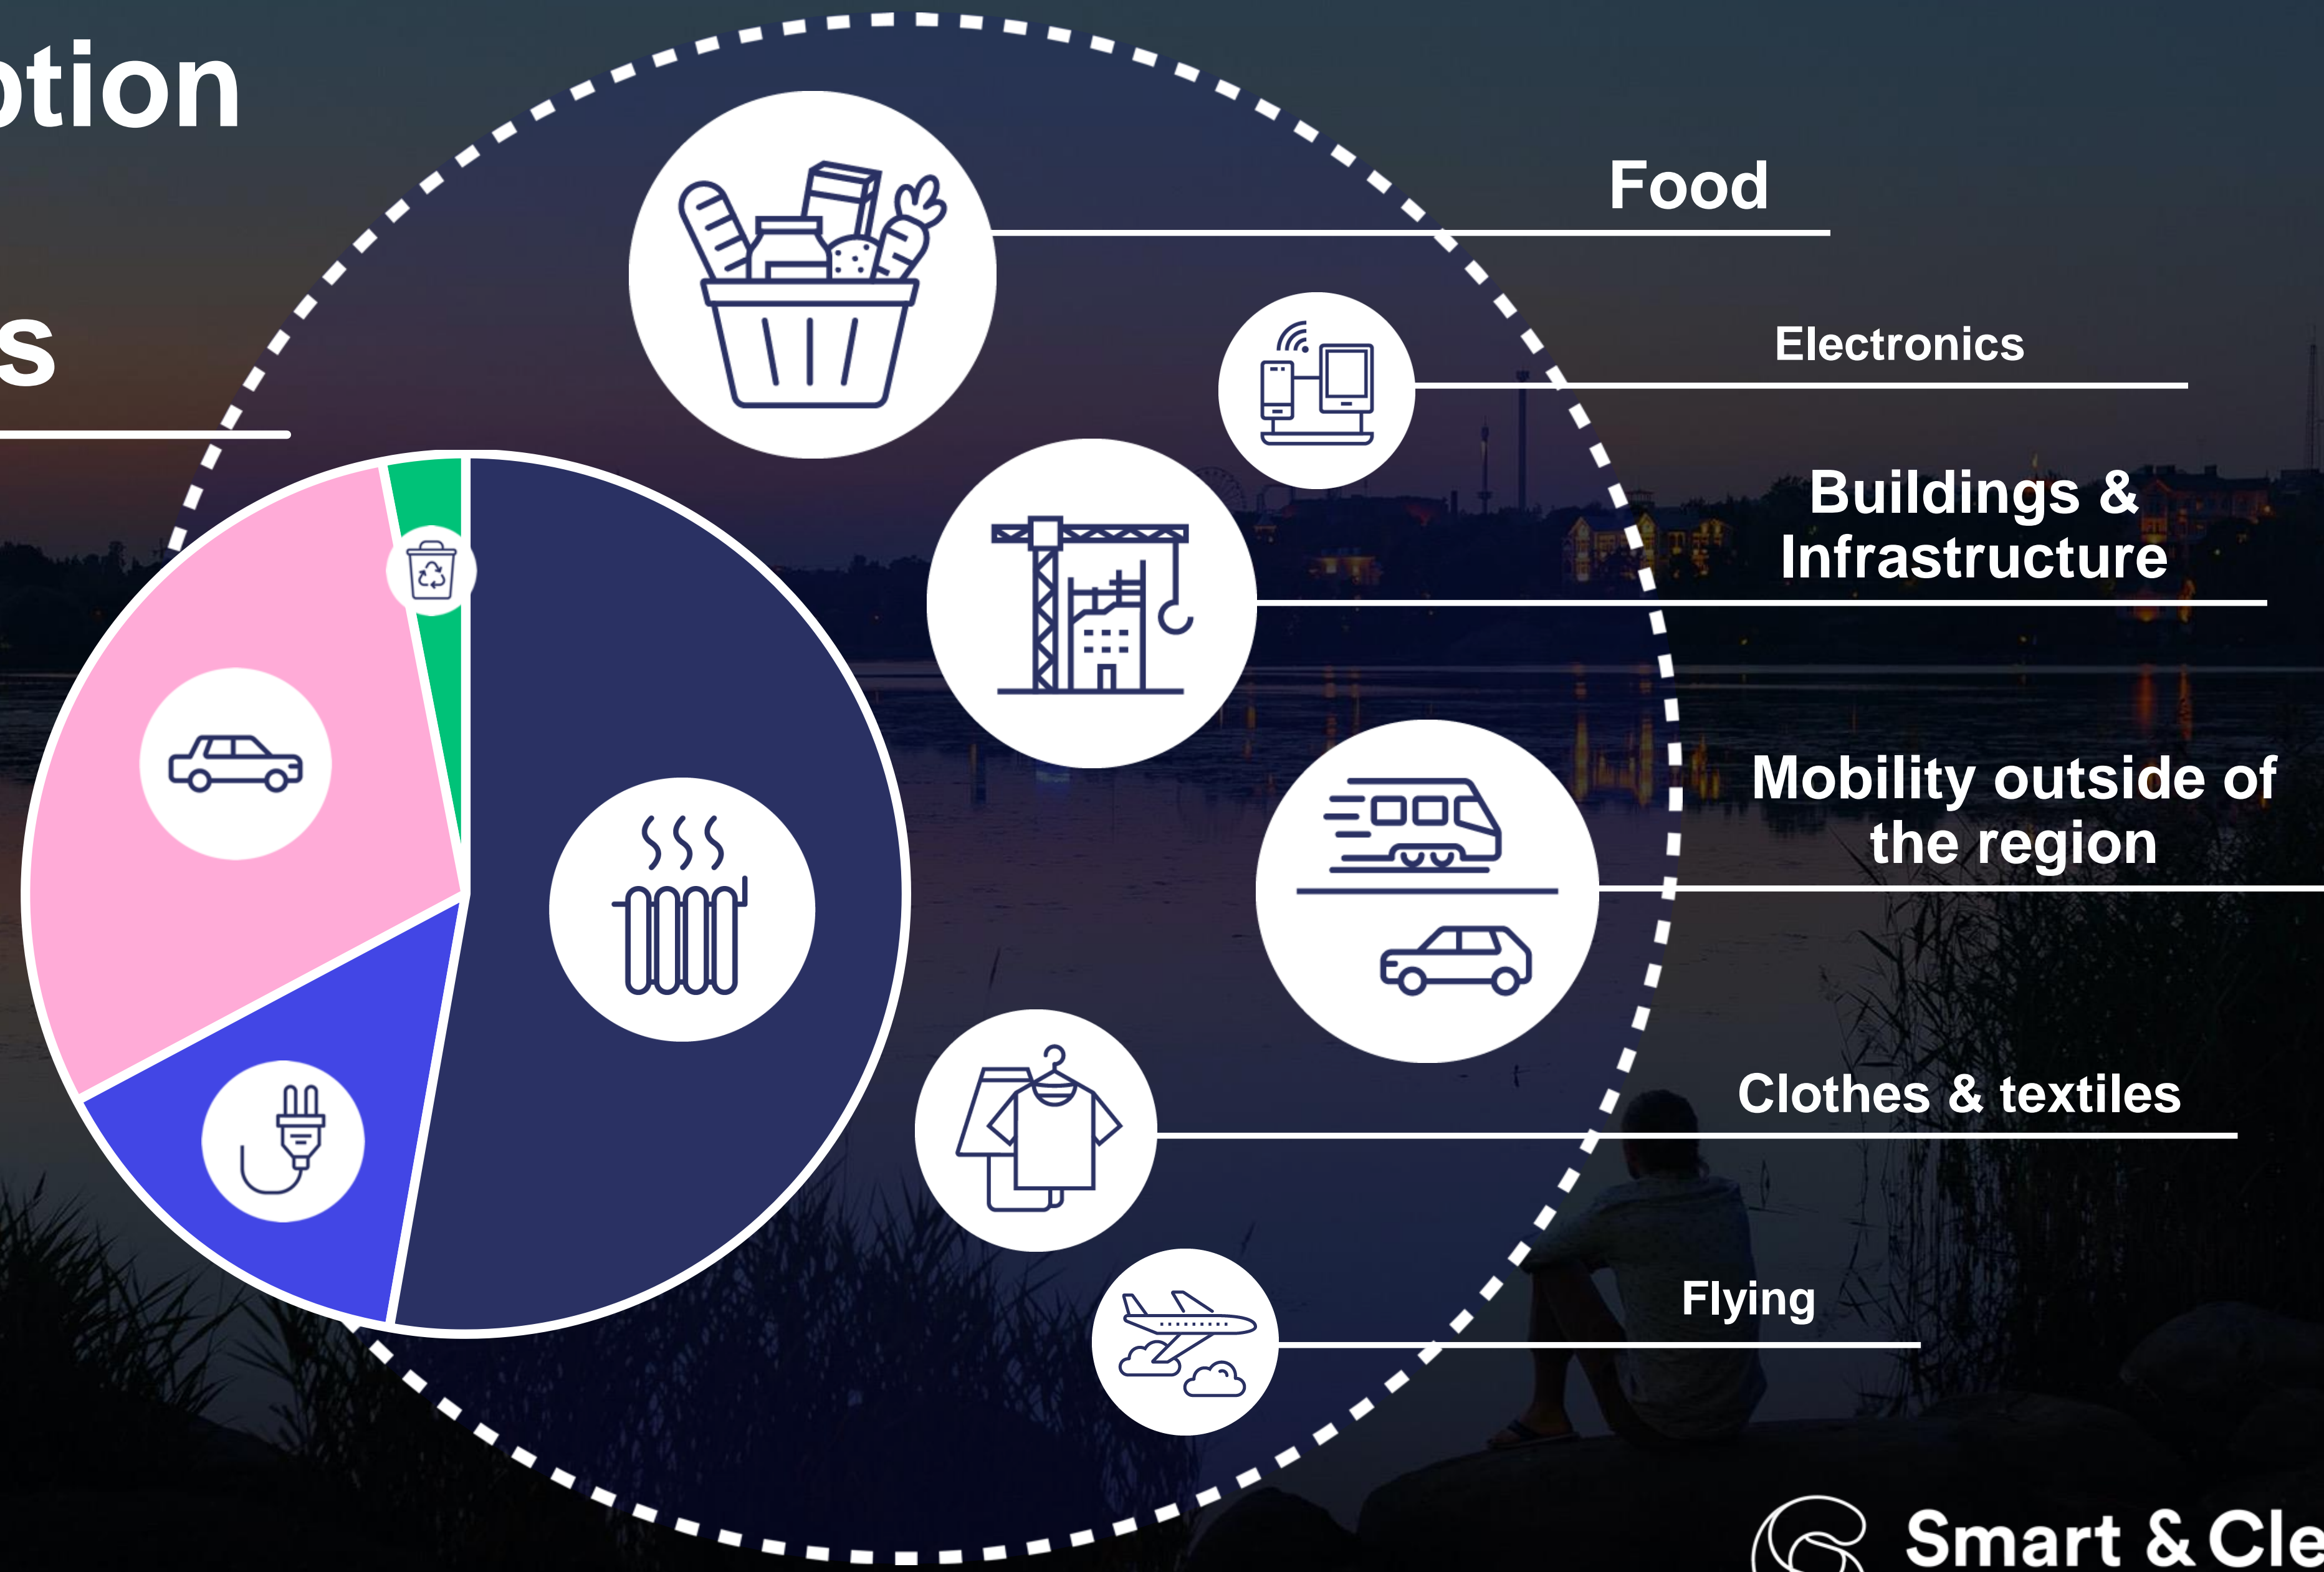 ption
s
Food
Electronics
Buildings &
Infrastructure
Mobility outside of
the region
Clothes & textiles
Flying
Smart & Cle